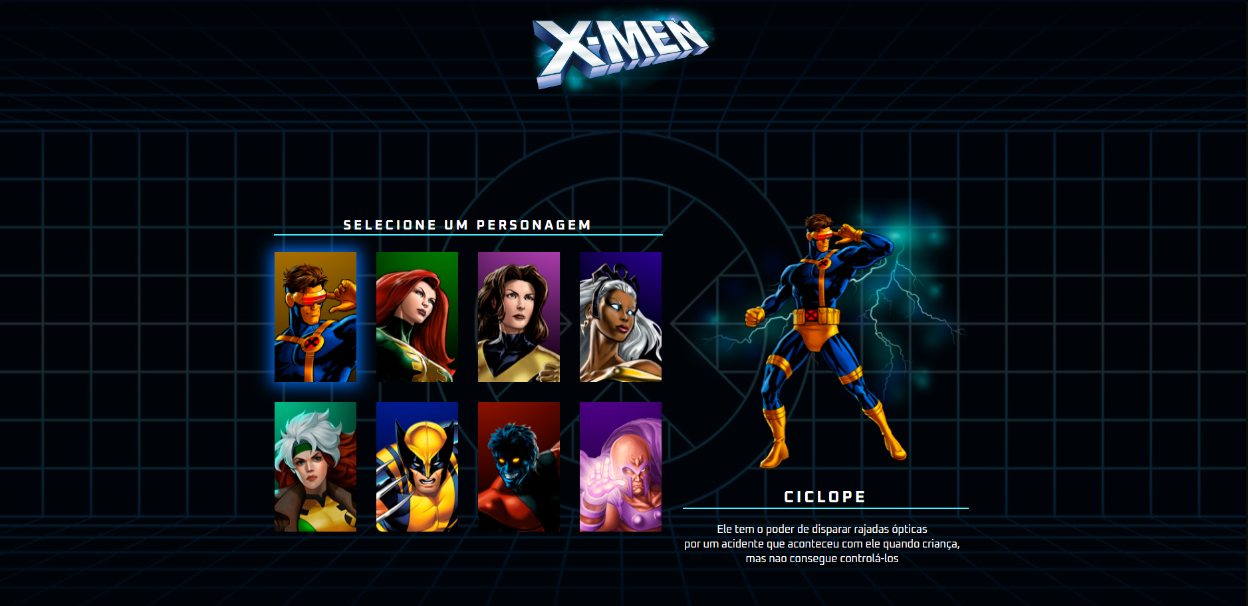 X-MEN
SELECIONE UM PERSONAGEM
CICLOPE
Ele tem o poder de disparar rajadas ópticas
por um acidente que aconteceu com ele quando criança,
mas nao consegue controlá-los